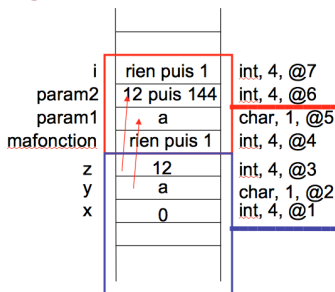 i rien puis 1 int, 4, @7
param2 12 puis 144 int, 4, @6
param1 a char, 1, @5
mafonction rien puis 1 int, 4, @4
z 12 int, 4, @3
y a char, 1, @2
x 0 int, 4, @1